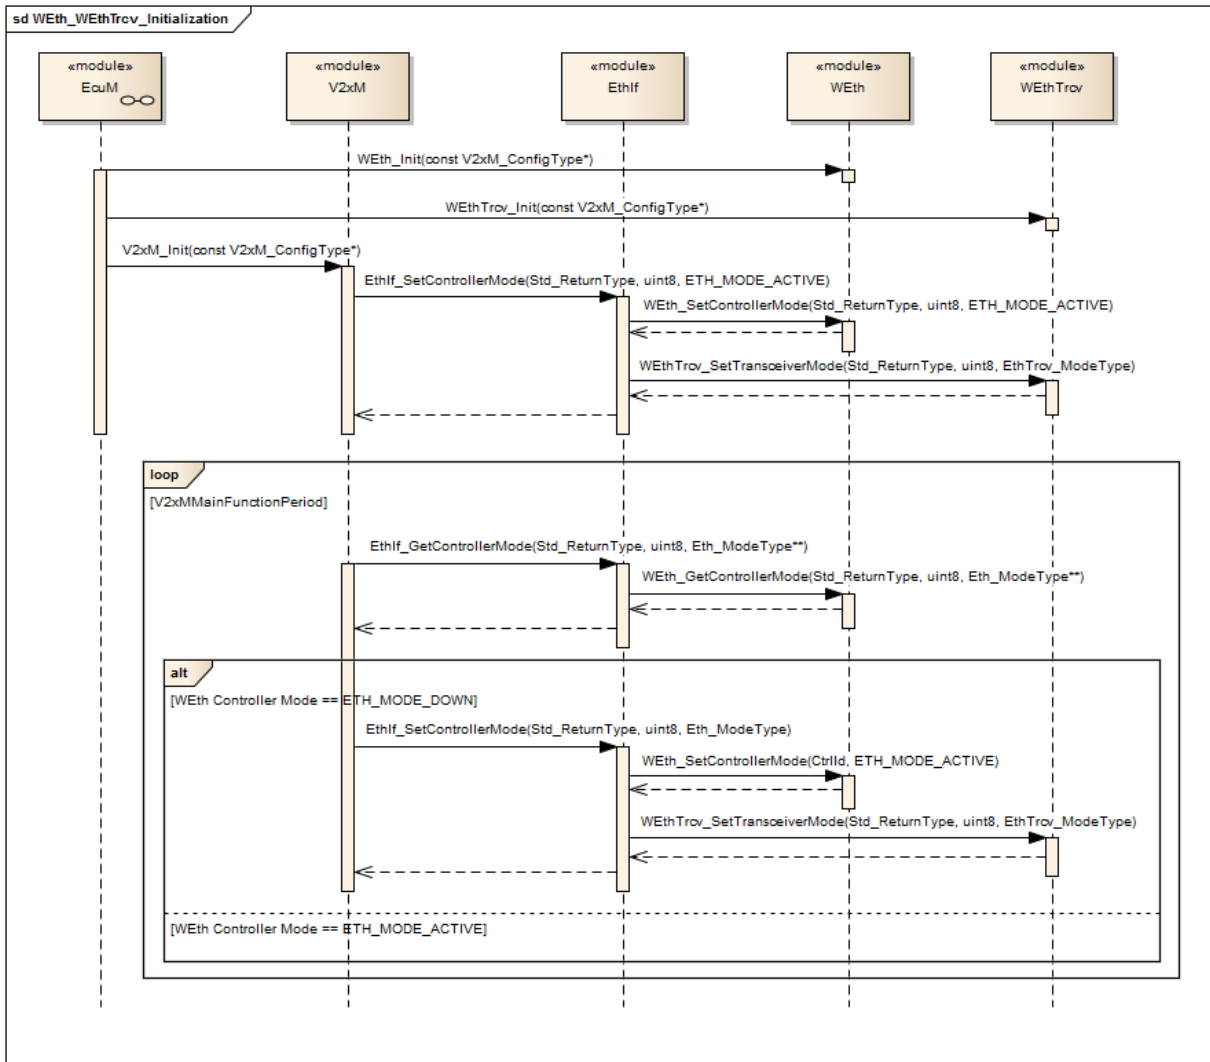 sd WEth_WEthTrcv_Initialization
«module»
EcuM
«module»
V2xM
«module»
EthIf
«module»
WEth
«module»
WEthTrcv
WEth_Init(const V2xM_ConfigType*)
WEthTrcv_Init(const V2xM_ConfigType*)
V2xM_Init(const V2xM_ConfigType*)
EthIf_SetControllerMode(Std_ReturnType, uint8, ETH_MODE_ACTIVE)
WEth_SetControllerMode(Std_ReturnType, uint8, ETH_MODE_ACTIVE)
WEthTrcv_SetTransceiverMode(Std_ReturnType, uint8, EthTrcv_ModeType)
loop
[V2xMMainFunctionPeriod]
EthIf_GetControllerMode(Std_ReturnType, uint8, Eth_ModeType**)
WEth_GetControllerMode(Std_ReturnType, uint8, Eth_ModeType**)
alt
[WEth Controller Mode == ETH_MODE_DOWN]
EthIf_SetControllerMode(Std_ReturnType, uint8, Eth_ModeType)
WEth_SetControllerMode(CtrlId, ETH_MODE_ACTIVE)
WEthTrcv_SetTransceiverMode(Std_ReturnType, uint8, EthTrcv_ModeType)
[WEth Controller Mode == ETH_MODE_ACTIVE]